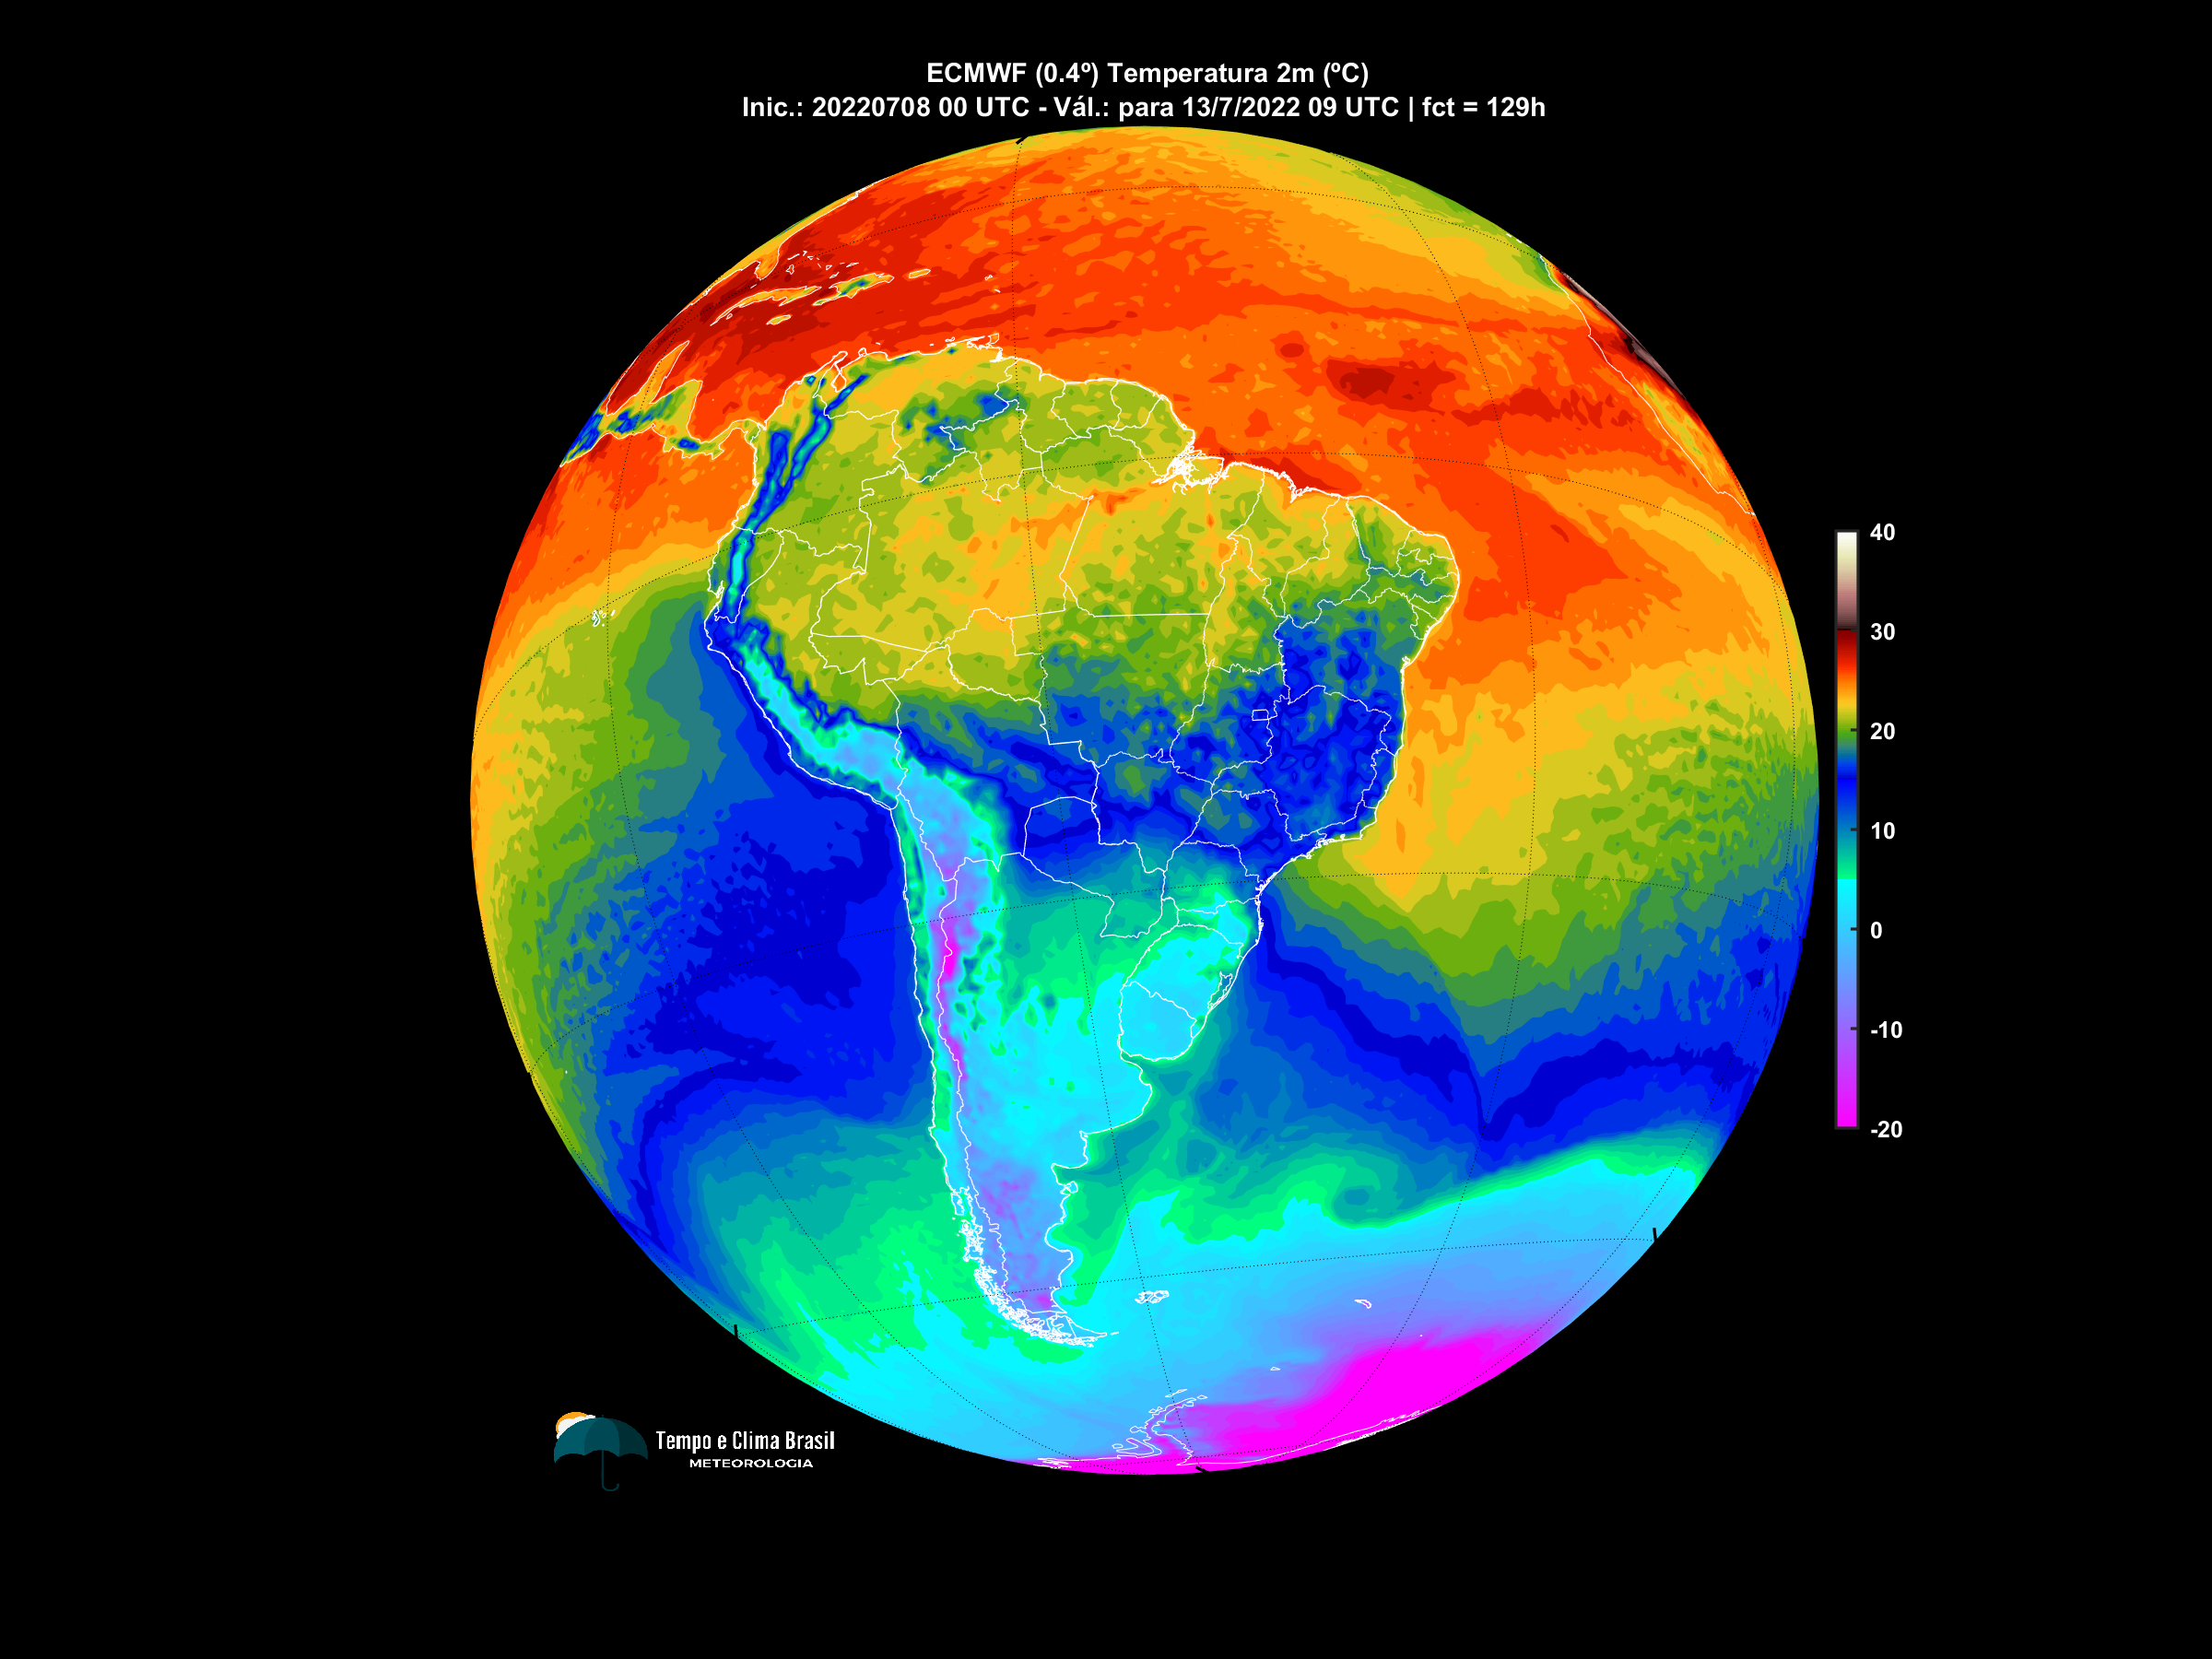 ECMWF (0.4º) Temperatura 2m (ºC)
Inic.: 20220708 00 UTC - Vál.: para 13/7/2022 09 UTC | fct = 129h
40
30
20
10
0
-10
-20
Tempo e Clima Brasil
METEOROLOGIA